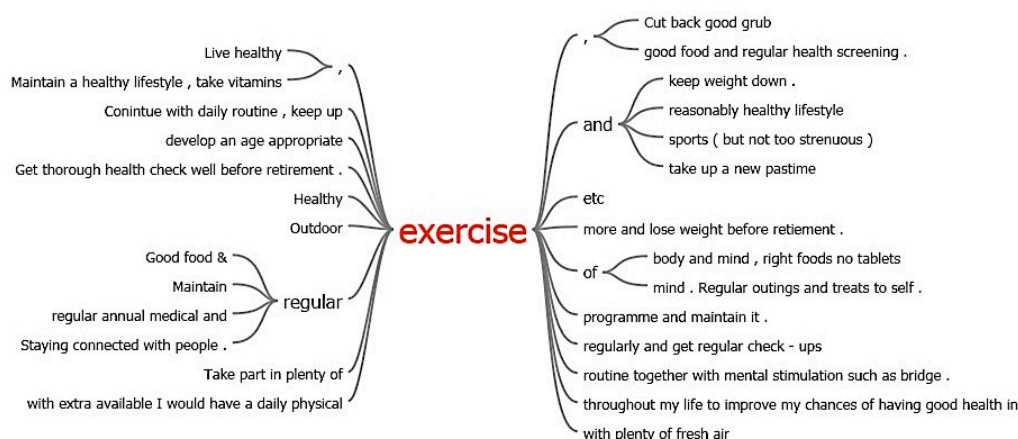 Live healthy
Maintain a healthy lifestyle , take vitamins
,
Conintue with daily routine , keep up
develop an age appropriate
Get thorough health check well before retirement .
Healthy
Outdoor
Good food &
Maintain
regular annual medical and
Staying connected with people .
regular
Take part in plenty of
with extra available I would have a daily physical
exercise
,
Cut back good grub
good food and regular health screening .
and
keep weight down .
reasonably healthy lifestyle
sports ( but not too strenuous )
take up a new pastime
etc
more and lose weight before retiement .
of
body and mind , right foods no tablets
mind . Regular outings and treats to self .
programme and maintain it .
regularly and get regular check - ups
routine together with mental stimulation such as bridge .
throughout my life to improve my chances of having good health in
with plenty of fresh air